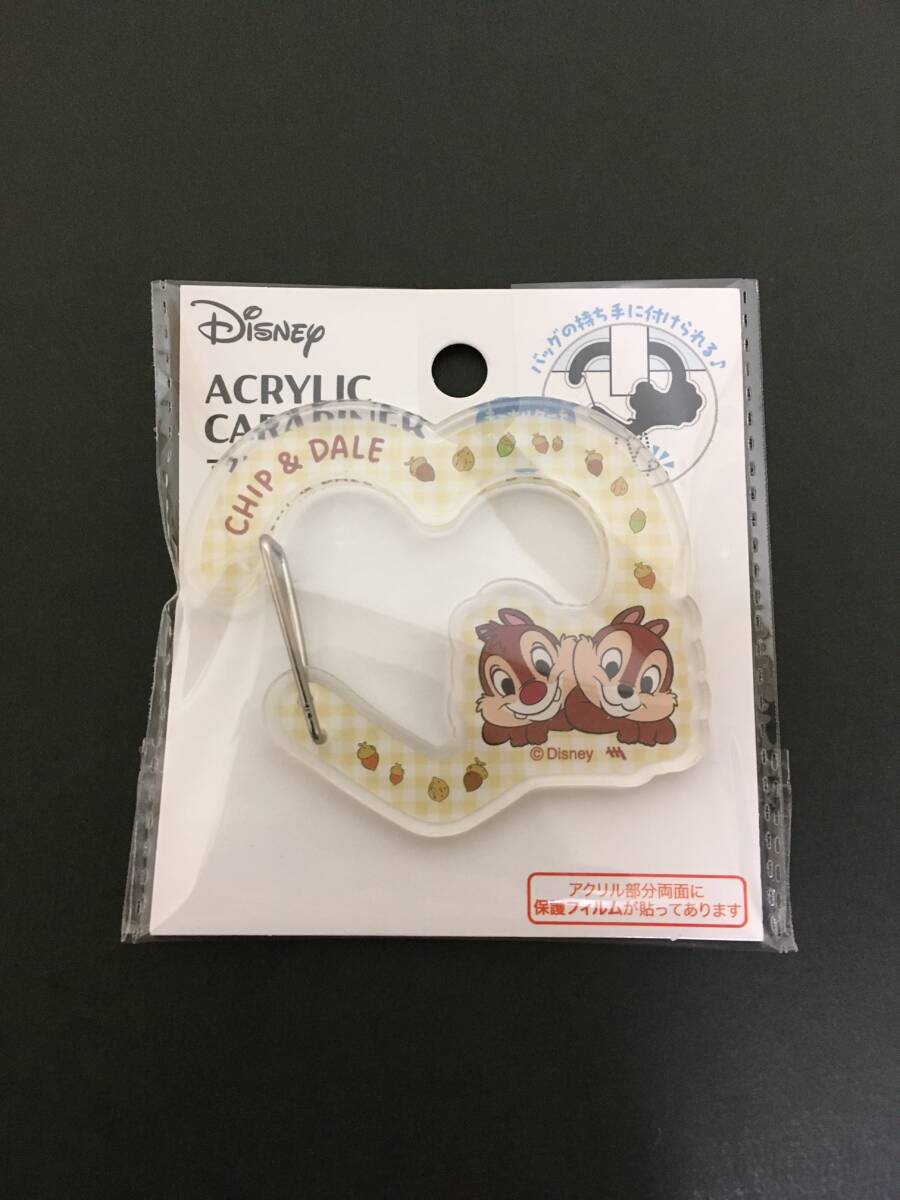 Disney
バッグの持ち手に付けられる♪
ACRYLIC
CARABINER
CHIP & DALE
©Disney
アクリル部分両面に
保護フィルムが貼ってあります